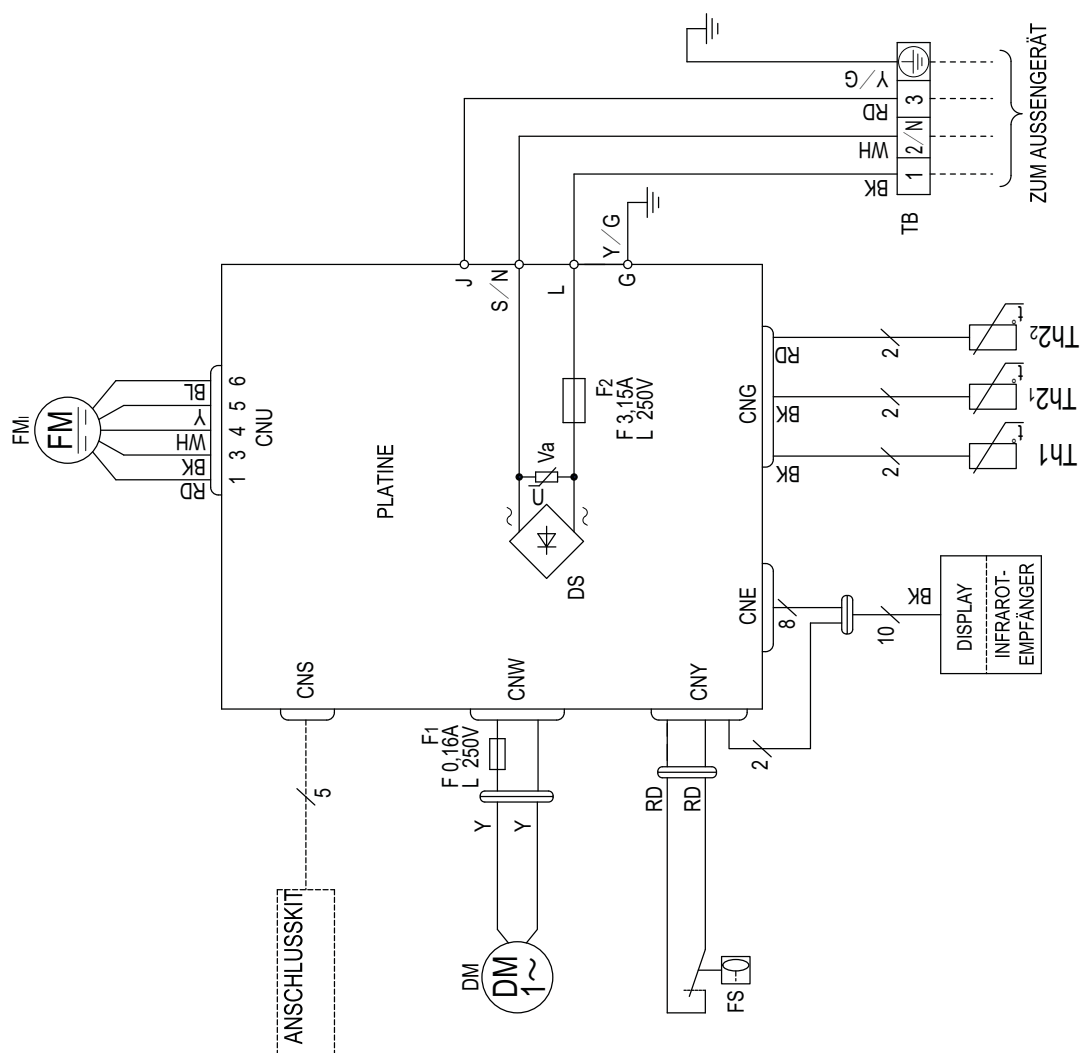 FMI
FM
RD
BK
WH
Y
BL
1
3
4
5
6
CNU
Y/G
RD
WH
BK
3
2/N
1
TB
ZUM AUSSENGERÄT
J
S/N
L
Y/G
G
PLATINE
F2
F 3,15A
L 250V
Va
U
DS
CNS
5
ANSCHLUSSKIT
CNW
F1
F 0,16A
L 250V
Y
Y
DM
DM
1~
CNY
RD
RD
2
FS
CNE
8
10
BK
DISPLAY
INFRAROT-
EMPFÄNGER
CNG
BK
BK
RD
2
2
2
t°
t°
t°
Th1
Th21
Th22